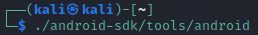 ┌──(kali㉿kali)-[~]
└─$ ./android-sdk/tools/android